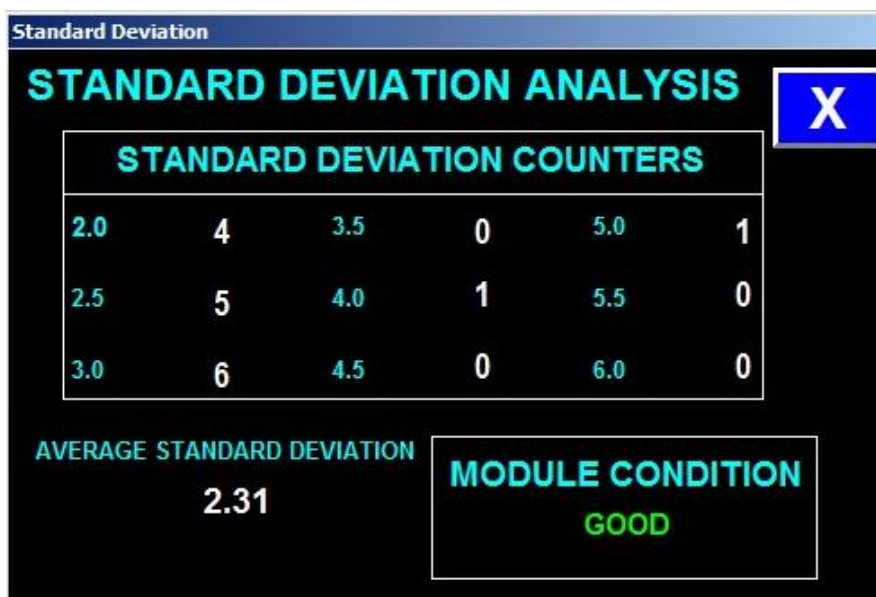 Standard Deviation
STANDARD DEVIATION ANALYSIS
X
STANDARD DEVIATION COUNTERS
2.0 4 3.5 0 5.0 1
2.5 5 4.0 1 5.5 0
3.0 6 4.5 0 6.0 0
AVERAGE STANDARD DEVIATION
2.31
MODULE CONDITION
GOOD